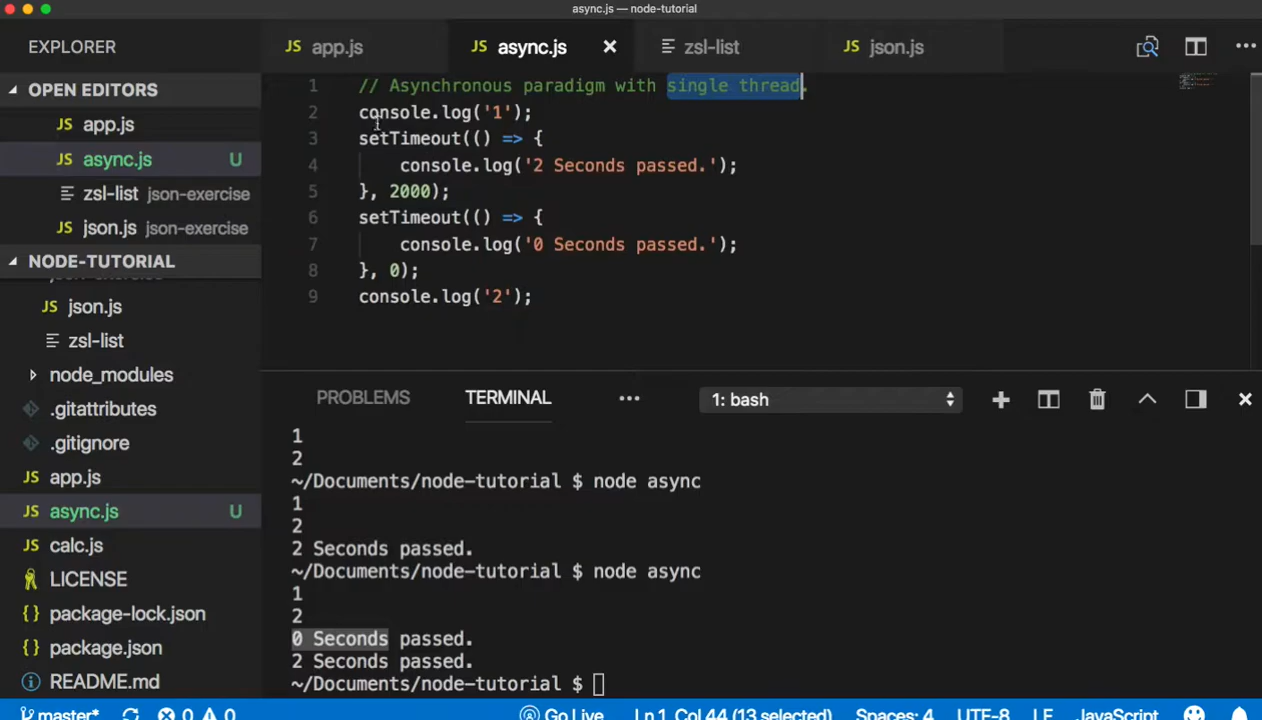 async.js — node-tutorial
EXPLORER
JS app.js
JS async.js
zsl-list
JS json.js
OPEN EDITORS
JS app.js
JS async.js U
zsl-list json-exercise
JS json.js json-exercise
NODE-TUTORIAL
JS json.js
zsl-list
node_modules
.gitattributes
.gitignore
JS app.js
JS async.js U
JS calc.js
LICENSE
{} package-lock.json
{} package.json
README.md
1 // Asynchronous paradigm with single thread.
2 console.log('1');
3 setTimeout(() => {
4 console.log('2 Seconds passed.');
5 }, 2000);
6 setTimeout(() => {
7 console.log('0 Seconds passed.');
8 }, 0);
9 console.log('2');
PROBLEMS TERMINAL ••• 1: bash
1
2
~/Documents/node-tutorial $ node async
1
2
2 Seconds passed.
~/Documents/node-tutorial $ node async
1
2
0 Seconds passed.
2 Seconds passed.
~/Documents/node-tutorial $
master* 0 0 Go Live Ln 1, Col 44 (13 selected) Spaces: 4 UTF-8 LF JavaScript